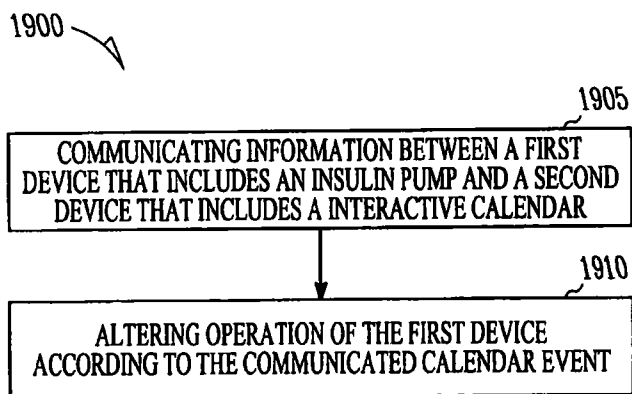 1900
1905
COMMUNICATING INFORMATION BETWEEN A FIRST
DEVICE THAT INCLUDES AN INSULIN PUMP AND A SECOND
DEVICE THAT INCLUDES A INTERACTIVE CALENDAR
1910
ALTERING OPERATION OF THE FIRST DEVICE
ACCORDING TO THE COMMUNICATED CALENDAR EVENT